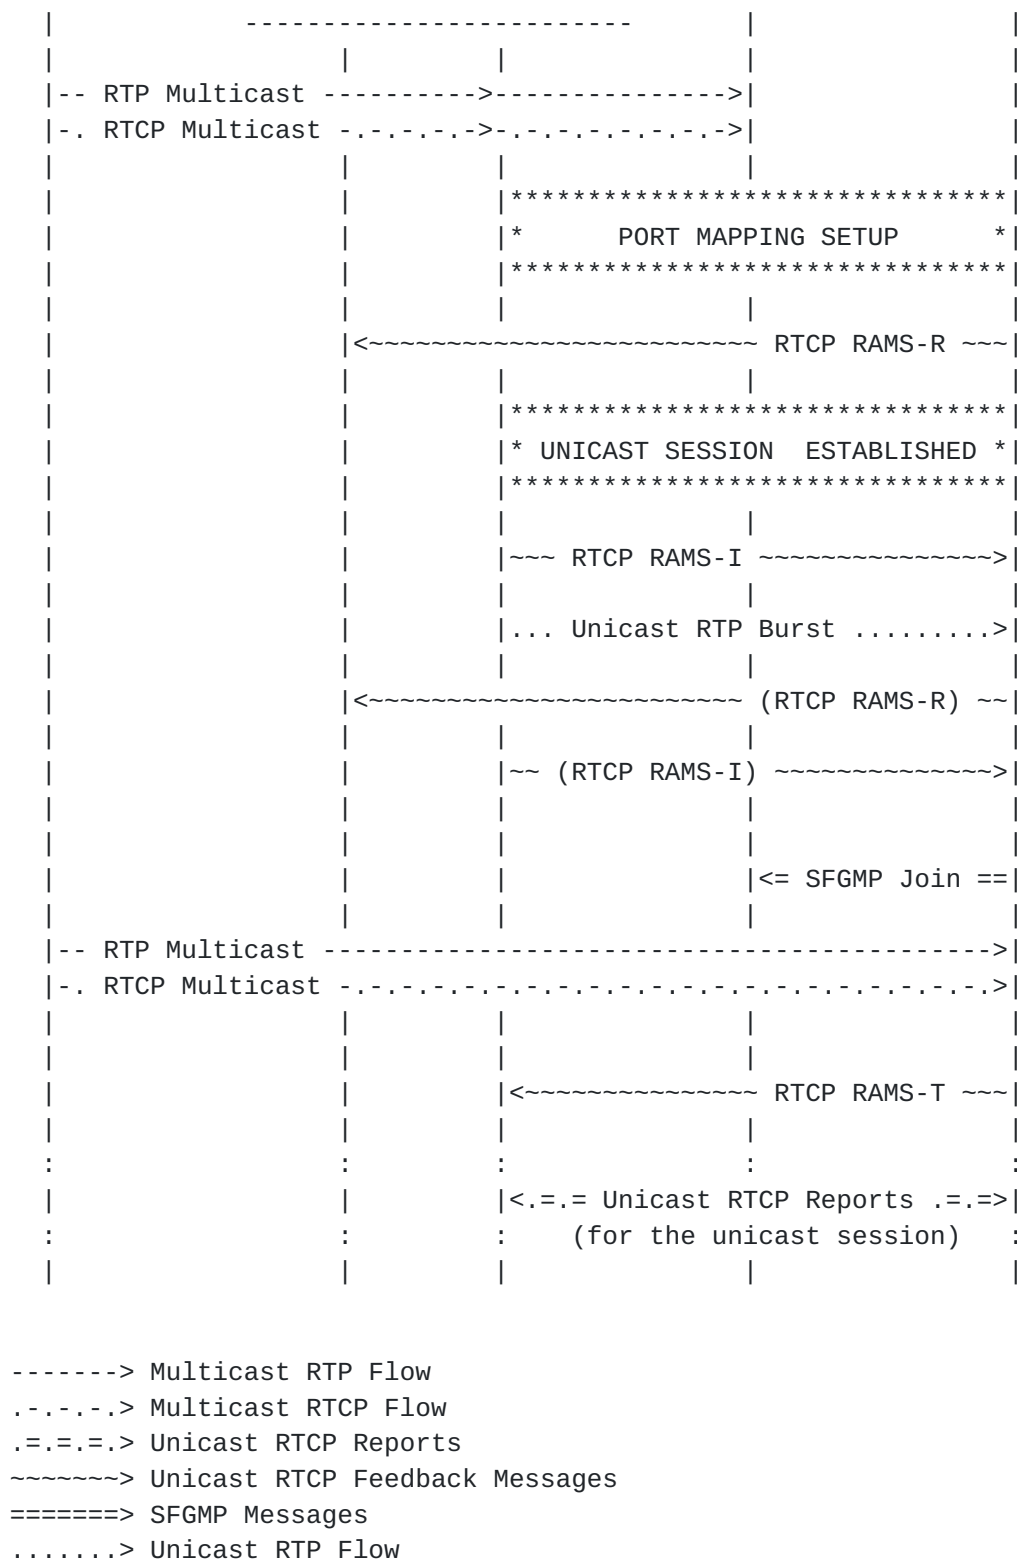 |            -------------------------       |                |
|                  |         |               |                |
|-- RTP Multicast ---------->--------------->|                |
|-. RTCP Multicast -.-.-.-.->-.-.-.-.-.-.-.->|                |
|                  |         |               |                |
|                  |         |********************************|
|                  |         |*      PORT MAPPING SETUP      *|
|                  |         |********************************|
|                  |         |               |                |
|                  |<~~~~~~~~~~~~~~~~~~~~~~~~~ RTCP RAMS-R ~~~|
|                  |         |               |                |
|                  |         |********************************|
|                  |         |* UNICAST SESSION  ESTABLISHED *|
|                  |         |********************************|
|                  |         |               |                |
|                  |         |~~~ RTCP RAMS-I ~~~~~~~~~~~~~~~>|
|                  |         |               |                |
|                  |         |... Unicast RTP Burst .........>|
|                  |         |               |                |
|                  |<~~~~~~~~~~~~~~~~~~~~~~~~ (RTCP RAMS-R) ~~|
|                  |         |               |                |
|                  |         |~~ (RTCP RAMS-I) ~~~~~~~~~~~~~~>|
|                  |         |               |                |
|                  |         |               |                |
|                  |         |               |<= SFGMP Join ==|
|                  |         |               |                |
|-- RTP Multicast ------------------------------------------->|
|-. RTCP Multicast -.-.-.-.-.-.-.-.-.-.-.-.-.-.-.-.-.-.-.-.-.>|
|                  |         |               |                |
|                  |         |               |                |
|                  |         |<~~~~~~~~~~~~~~~ RTCP RAMS-T ~~~|
|                  |         |               |                |
:                  :         :               :                :
|                  |         |<.=.= Unicast RTCP Reports .=.=>|
:                  :         :    (for the unicast session)   :
|                  |         |               |                |
-------> Multicast RTP Flow
.-.-.-.> Multicast RTCP Flow
.=.=.=.> Unicast RTCP Reports
~~~~~~~> Unicast RTCP Feedback Messages
=======> SFGMP Messages
.......> Unicast RTP Flow